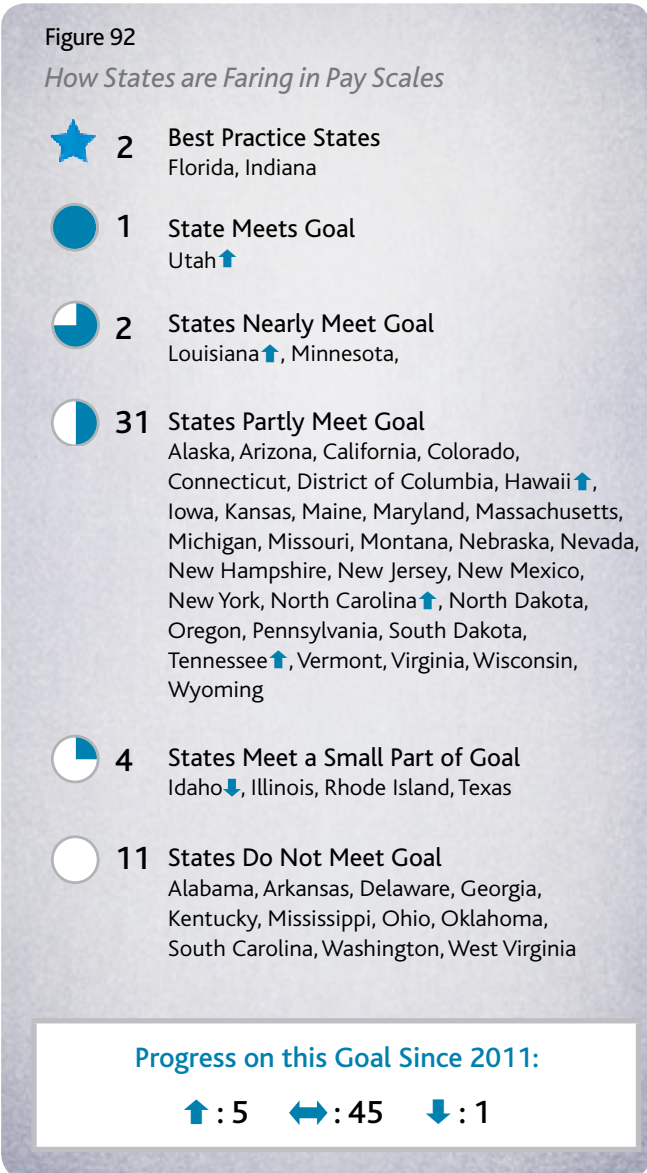 Figure 92
How States are Faring in Pay Scales
2 Best Practice States
Florida, Indiana
1 State Meets Goal
Utah⬆
2 States Nearly Meet Goal
Louisiana⬆, Minnesota,
31 States Partly Meet Goal
Alaska, Arizona, California, Colorado,
Connecticut, District of Columbia, Hawaii⬆,
Iowa, Kansas, Maine, Maryland, Massachusetts,
Michigan, Missouri, Montana, Nebraska, Nevada,
New Hampshire, New Jersey, New Mexico,
New York, North Carolina⬆, North Dakota,
Oregon, Pennsylvania, South Dakota,
Tennessee⬆, Vermont, Virginia, Wisconsin,
Wyoming
4 States Meet a Small Part of Goal
Idaho⬇, Illinois, Rhode Island, Texas
11 States Do Not Meet Goal
Alabama, Arkansas, Delaware, Georgia,
Kentucky, Mississippi, Ohio, Oklahoma,
South Carolina, Washington, West Virginia
Progress on this Goal Since 2011:
⬆ : 5 ⬌ : 45 ⬇ : 1